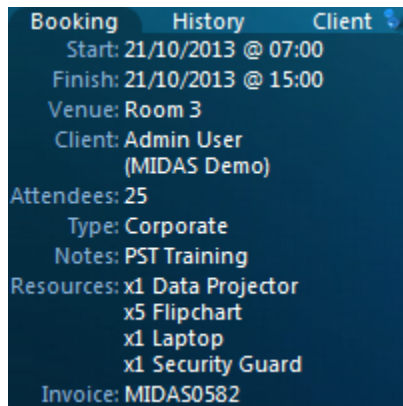 Booking History Client
Start: 21/10/2013 @ 07:00
Finish: 21/10/2013 @ 15:00
Venue: Room 3
Client: Admin User
(MIDAS Demo)
Attendees: 25
Type: Corporate
Notes: PST Training
Resources: x1 Data Projector
x5 Flipchart
x1 Laptop
x1 Security Guard
Invoice: MIDAS0582